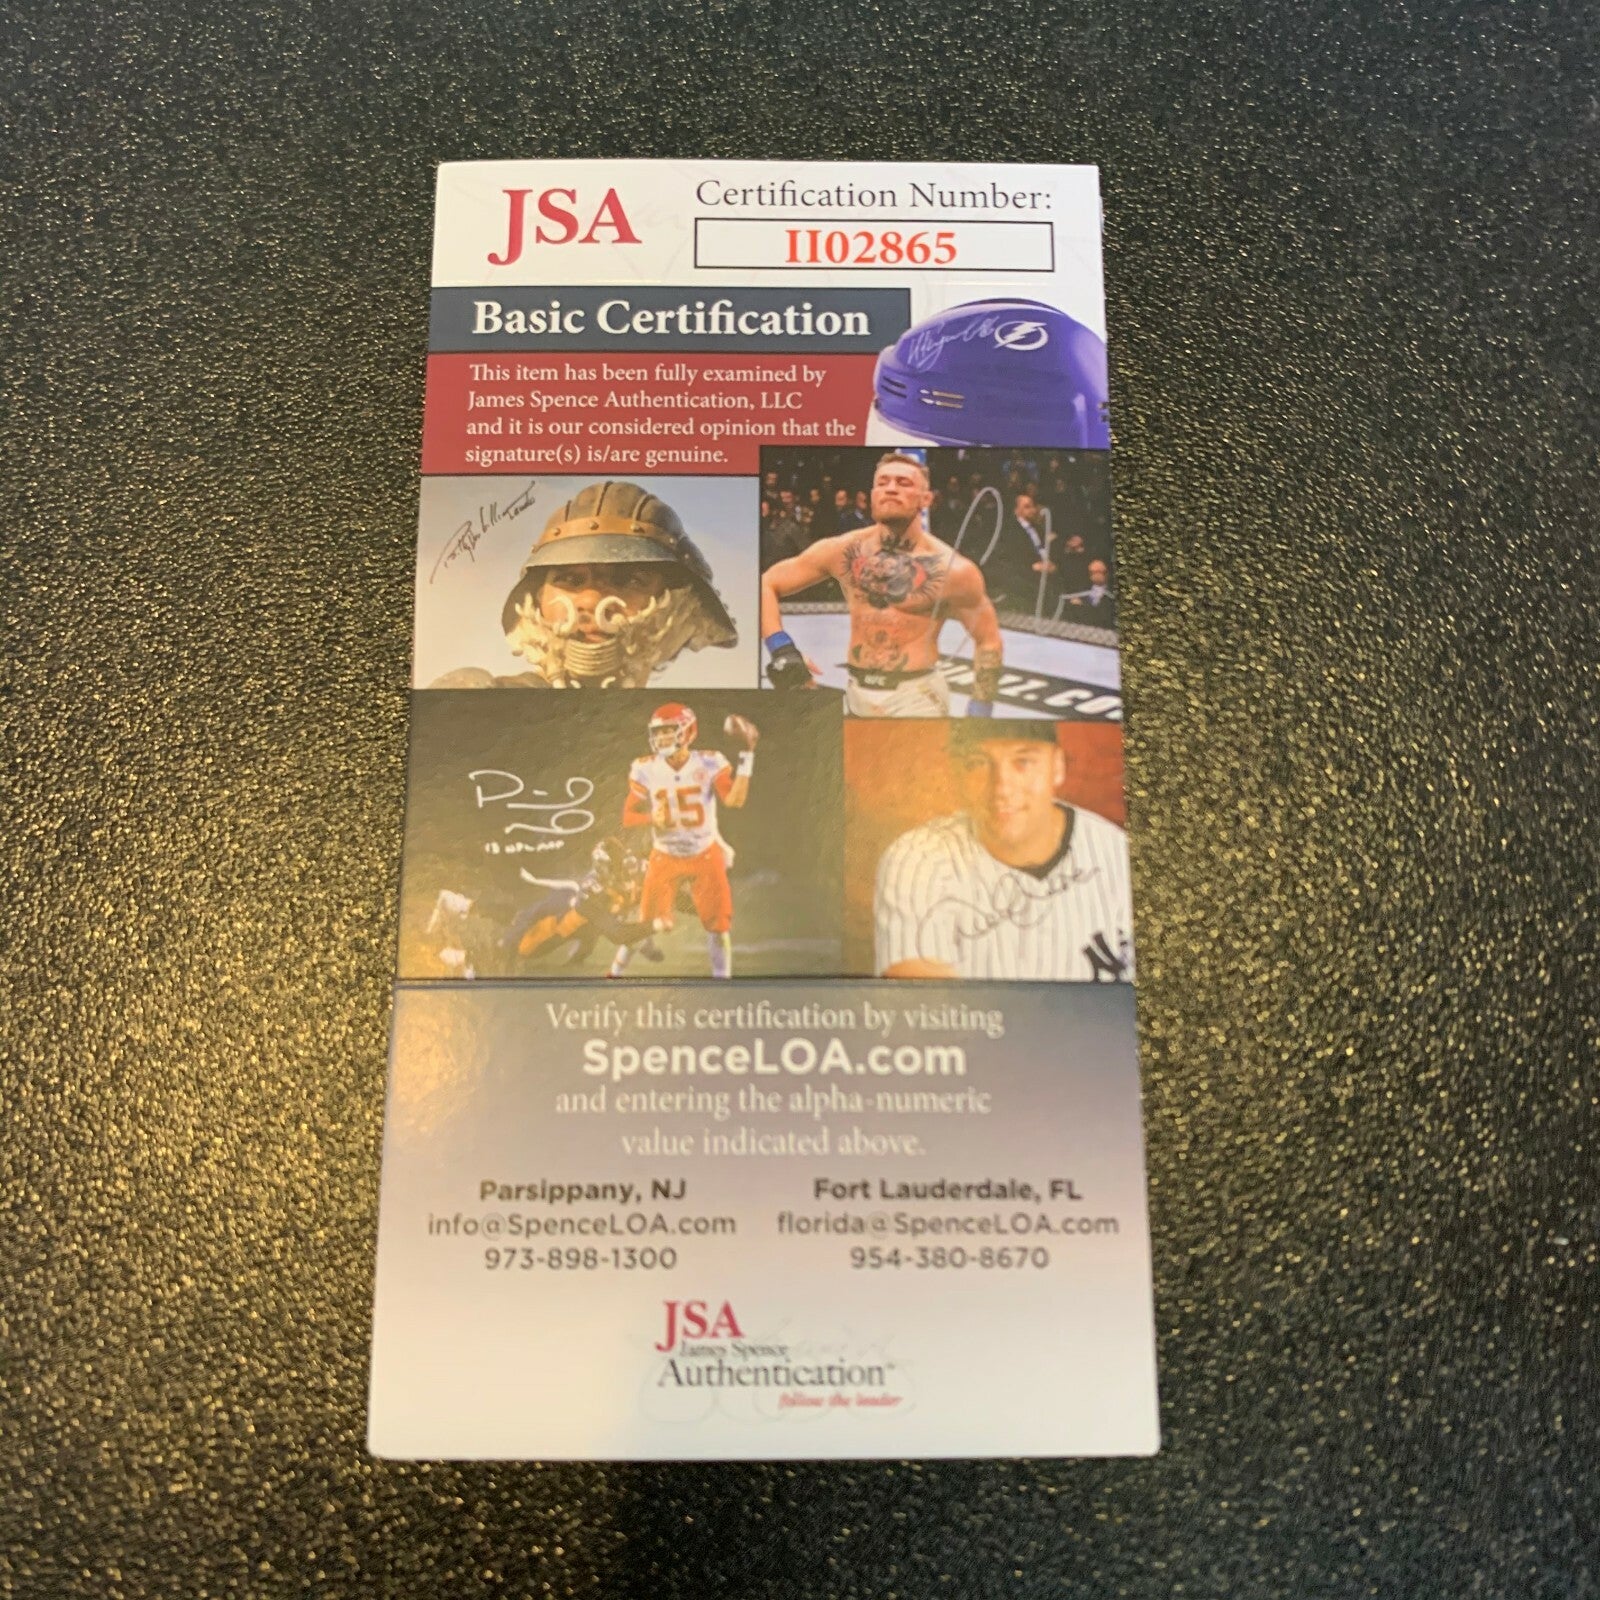 JSA
Certification Number:
II02865
Basic Certification
This item has been fully examined by
James Spence Authentication, LLC
and it is our considered opinion that the
signature(s) is/are genuine.
15
Verify this certification by visiting
SpenceLOA.com
and entering the alpha-numeric
value indicated above.
Parsippany, NJ
info@SpenceLOA.com
973-898-1300
Fort Lauderdale, FL
florida@SpenceLOA.com
954-380-8670
JSA
James Spence
Authentication
follow the leader